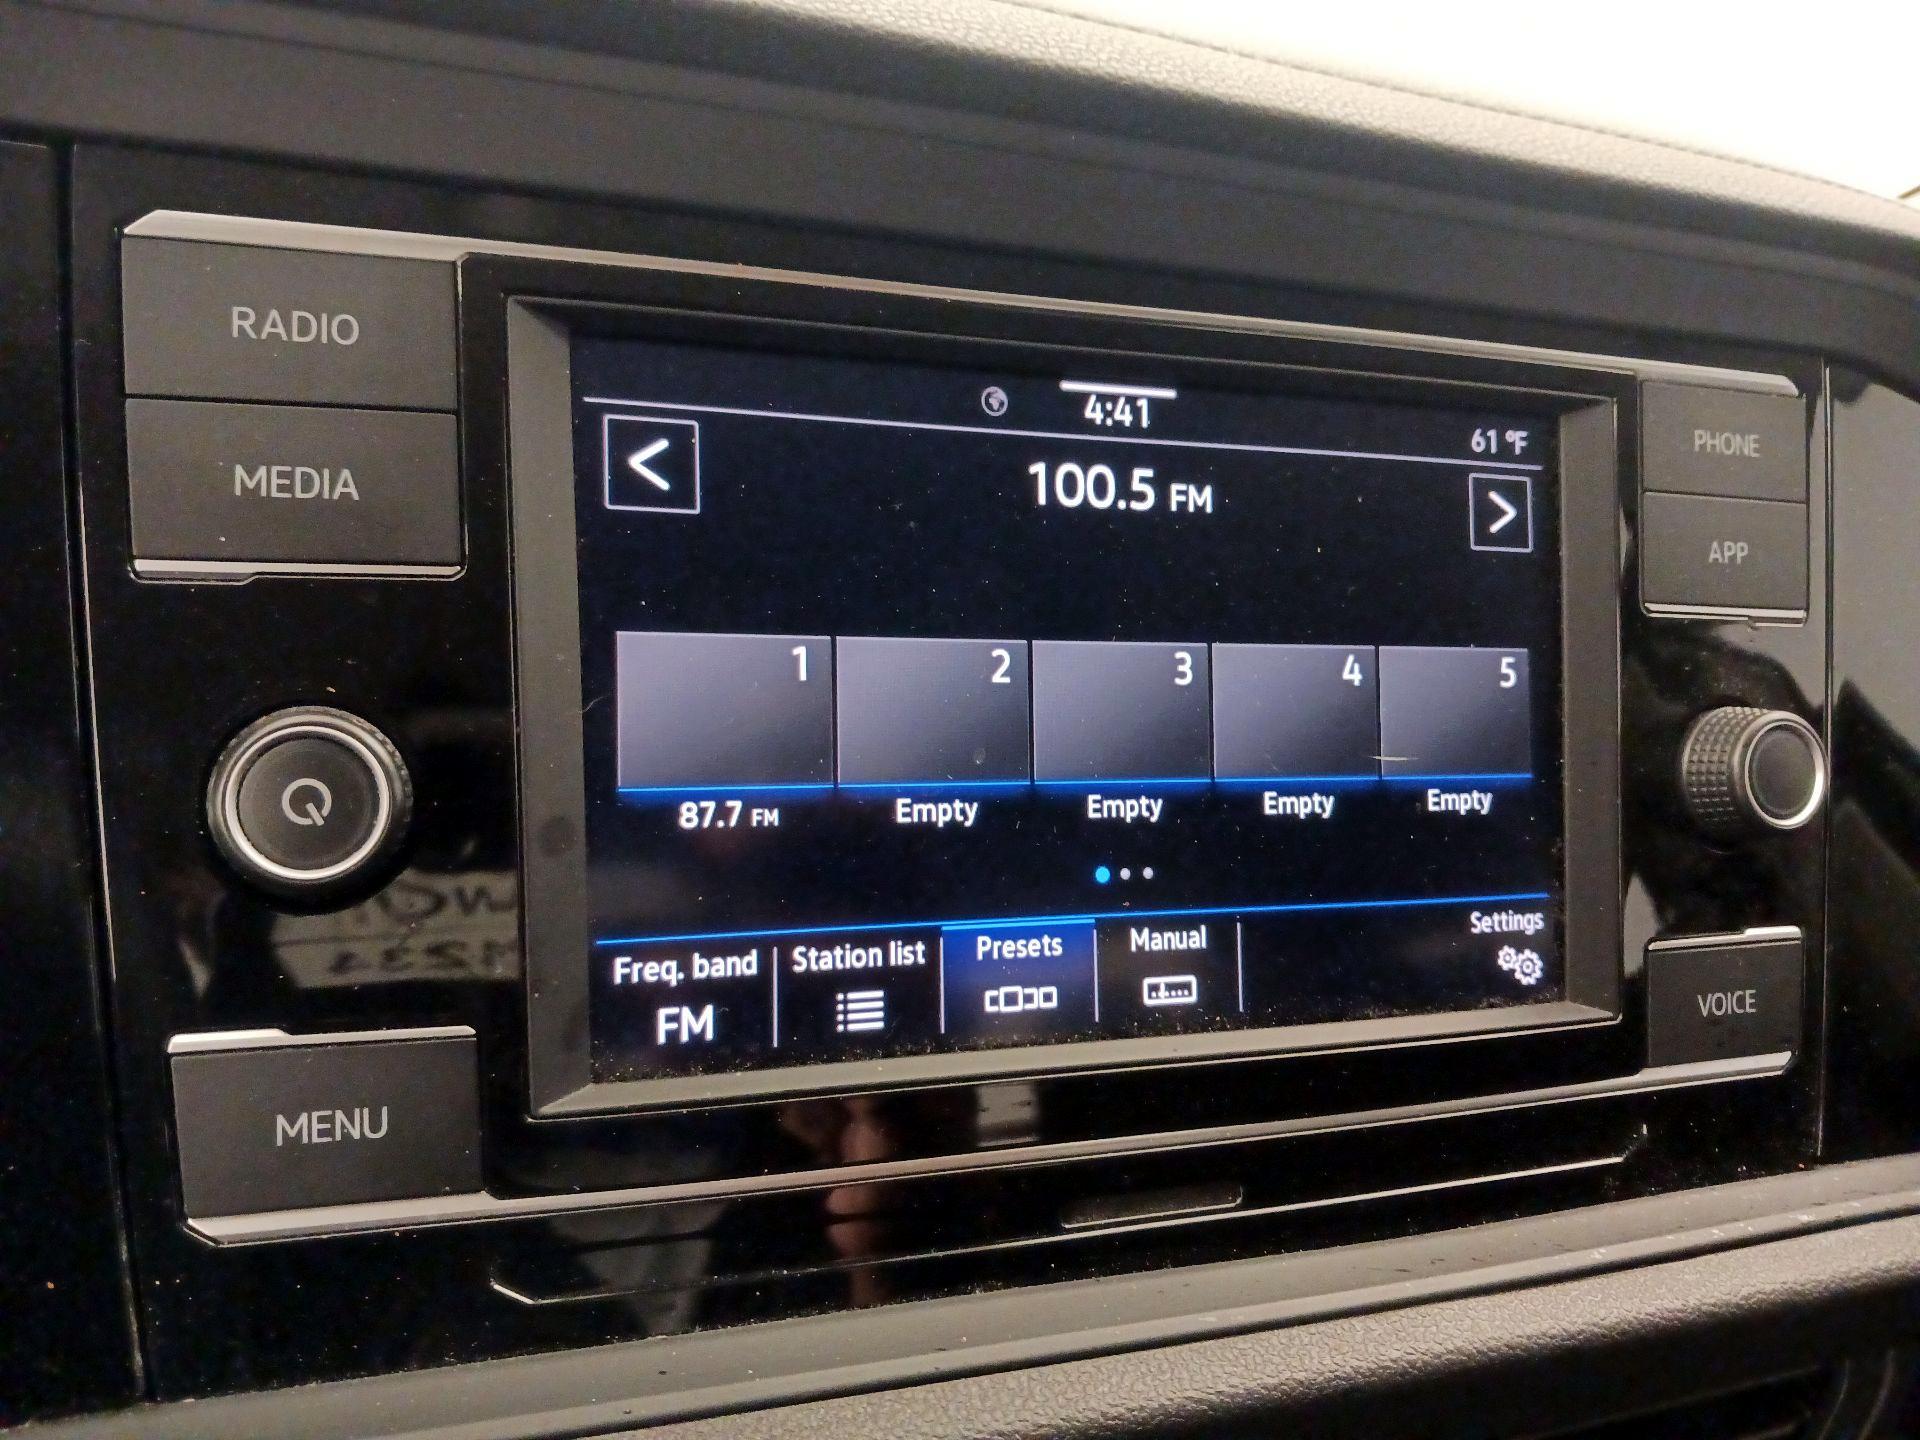 RADIO
MEDIA
MENU
4:41
61 °F
<
100.5 FM
>
1 2 3 4 5
87.7 FM Empty Empty Empty Empty
Freq. band Station list Presets Manual Settings
FM
PHONE
APP
VOICE